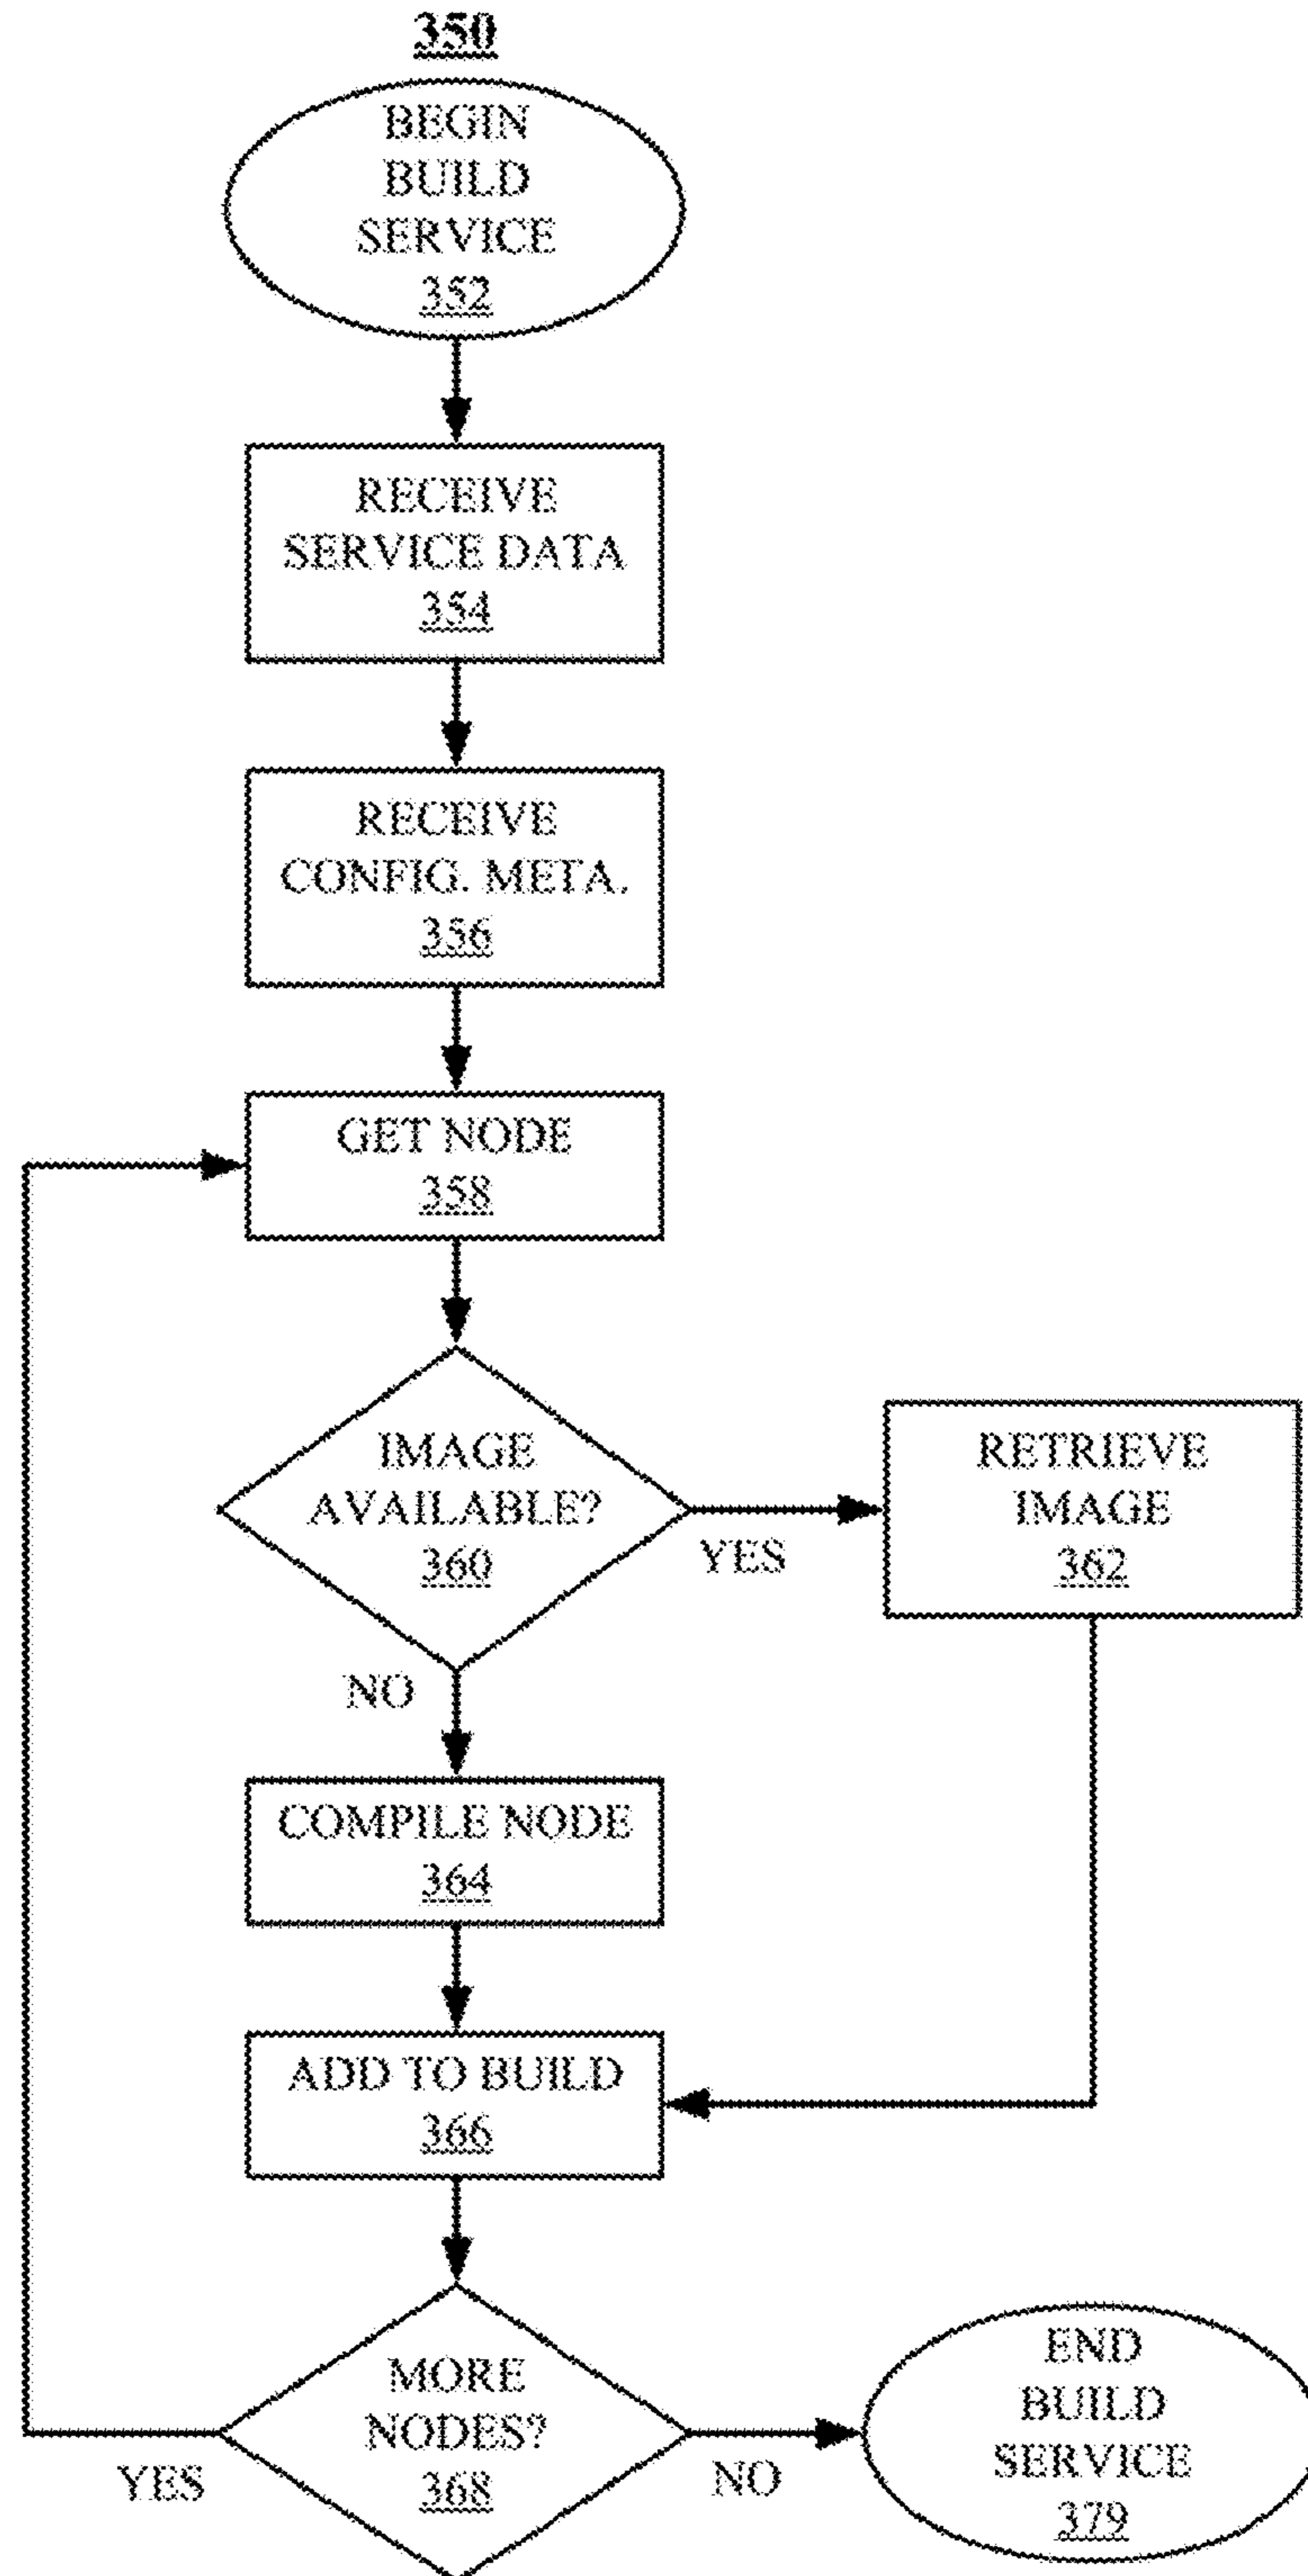 350
BEGIN
BUILD
SERVICE
352
RECEIVE
SERVICE DATA
354
RECEIVE
CONFIG. META.
356
GET NODE
358
IMAGE
AVAILABLE?
360
YES
RETRIEVE
IMAGE
362
NO
COMPILE NODE
364
ADD TO BUILD
366
MORE
NODES?
368
YES
NO
END
BUILD
SERVICE
379